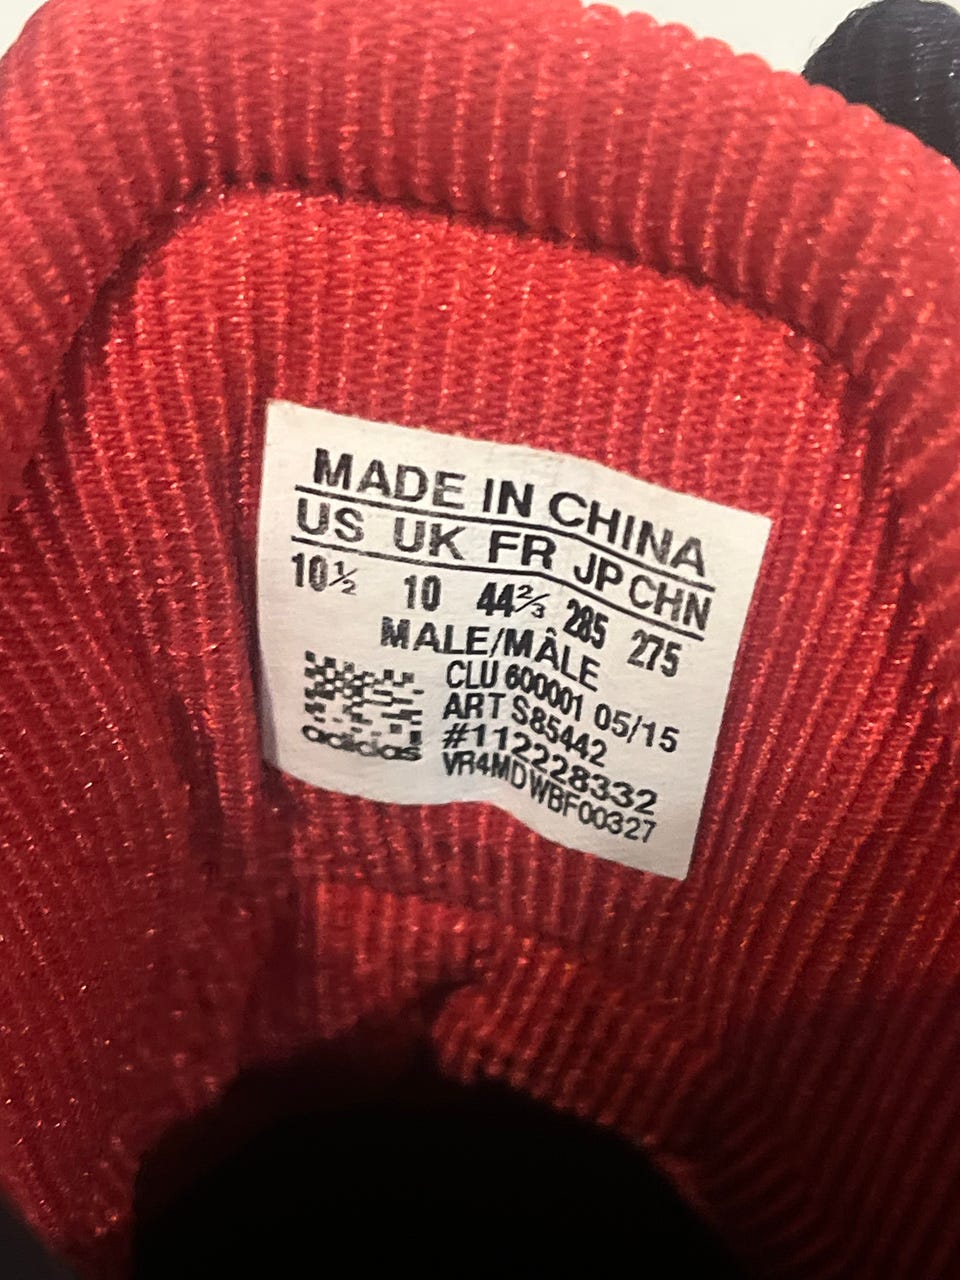 MADE IN CHINA
US UK FR JP CHN
10½ 10 44⅔ 285 275
MALE/MÂLE
CLU 600001 05/15
ART S85442
#112228332
VR4MDWBF00327
adidas